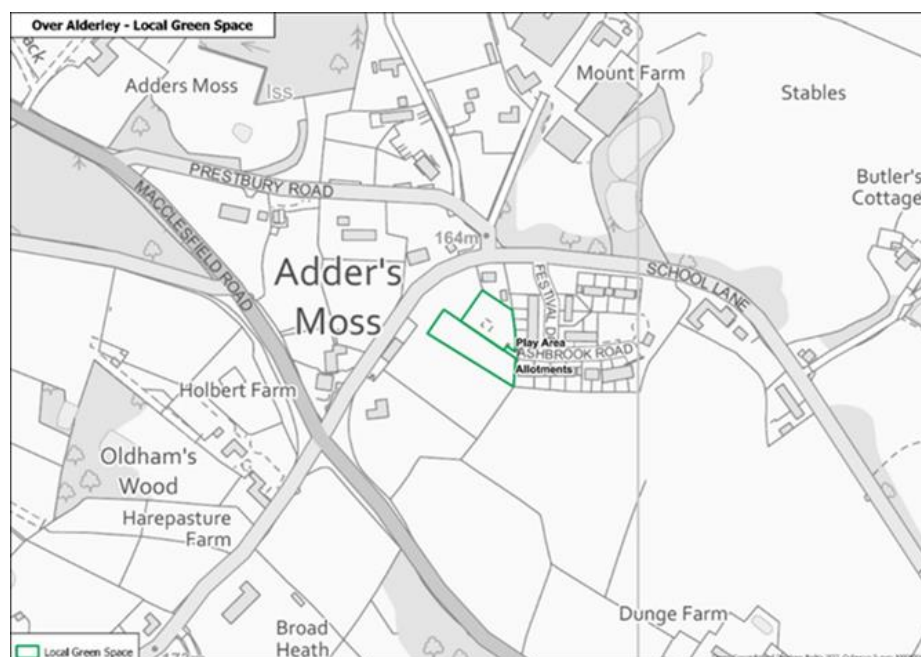 Over Alderley - Local Green Space
ack
Adders Moss
Iss
Mount Farm
Stables
PRESTBURY ROAD
Butler's
Cottage
MACCLESFIELD ROAD
164m
SCHOOL LANE
Adder's
Moss
FESTIVAL D
Play Area
ASHBROOK ROAD
Allotments
Holbert Farm
Oldham's
Wood
Harepasture
Farm
Dunge Farm
Broad
Heath
Local Green Space